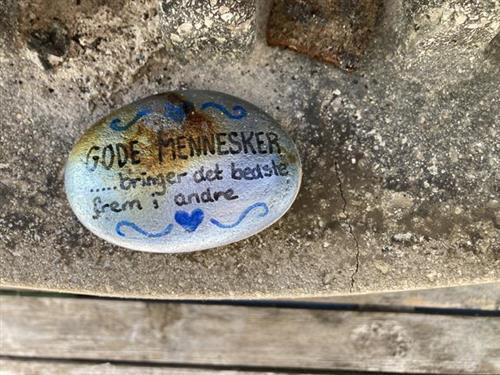 GODE MENNESKER
.....bringer det bedste
frem i andre